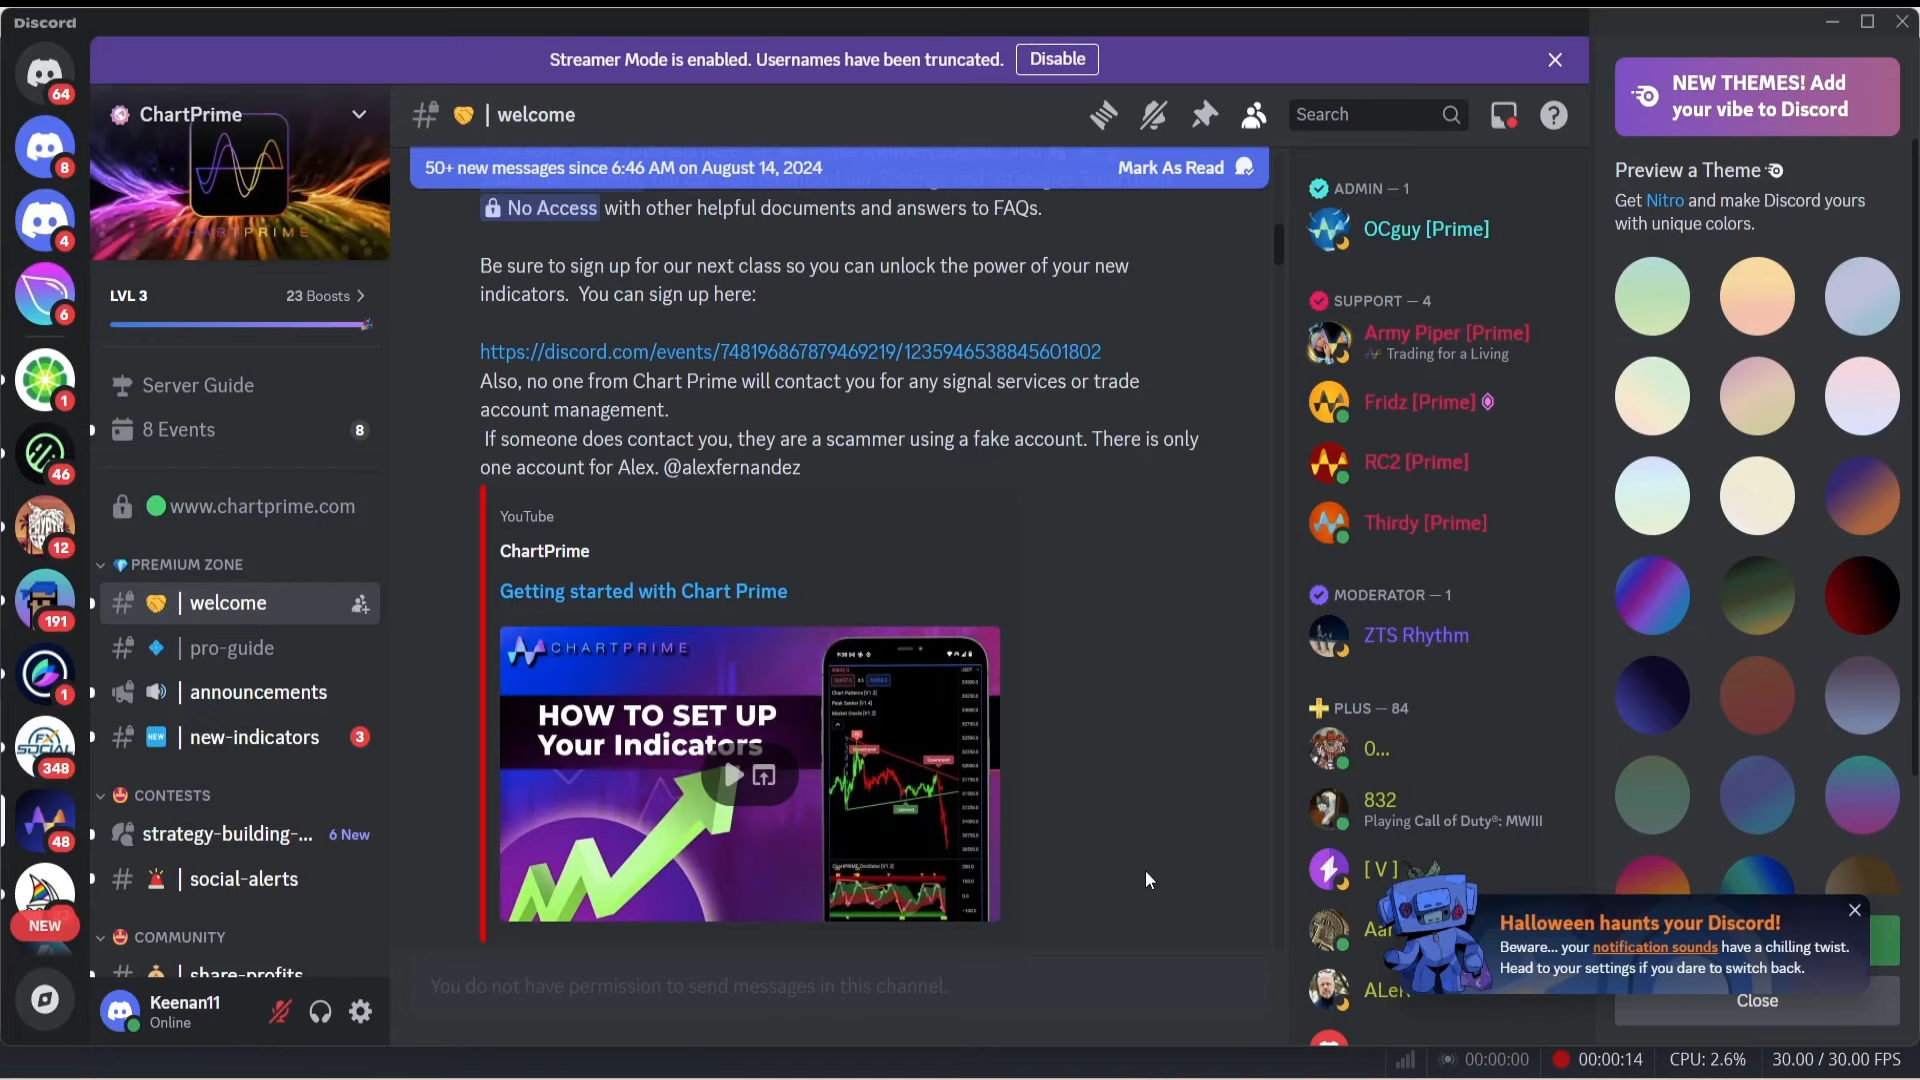 Discord
Streamer Mode is enabled. Usernames have been truncated.
Disable
64
8
4
6
1
46
12
191
1
348
48
NEW
ChartPrime
CHARTPRIME
LVL 3
23 Boosts
Server Guide
8 Events
8
www.chartprime.com
PREMIUM ZONE
| welcome
| pro-guide
| announcements
NEW | new-indicators
3
CONTESTS
strategy-building-...
6 New
| social-alerts
COMMUNITY
| share-profits
Keenan11
Online
| welcome
Search
50+ new messages since 6:46 AM on August 14, 2024
Mark As Read
No Access with other helpful documents and answers to FAQs.
Be sure to sign up for our next class so you can unlock the power of your new
indicators. You can sign up here:
https://discord.com/events/748196867879469219/1235946538845601802
Also, no one from Chart Prime will contact you for any signal services or trade
account management.
If someone does contact you, they are a scammer using a fake account. There is only
one account for Alex. @alexfernandez
YouTube
ChartPrime
Getting started with Chart Prime
CHARTPRIME
HOW TO SET UP
Your Indicators
You do not have permission to send messages in this channel.
ADMIN — 1
OCguy [Prime]
SUPPORT — 4
Army Piper [Prime]
Trading for a Living
Fridz [Prime]
RC2 [Prime]
Thirdy [Prime]
MODERATOR — 1
ZTS Rhythm
PLUS — 84
O...
832
Playing Call of Duty®: MWIII
[ V ]
NEW THEMES! Add
your vibe to Discord
Preview a Theme
Get Nitro and make Discord yours
with unique colors.
Halloween haunts your Discord!
Beware... your notification sounds have a chilling twist.
Head to your settings if you dare to switch back.
Close
00:00:00
00:00:14
CPU: 2.6%
30.00 / 30.00 FPS